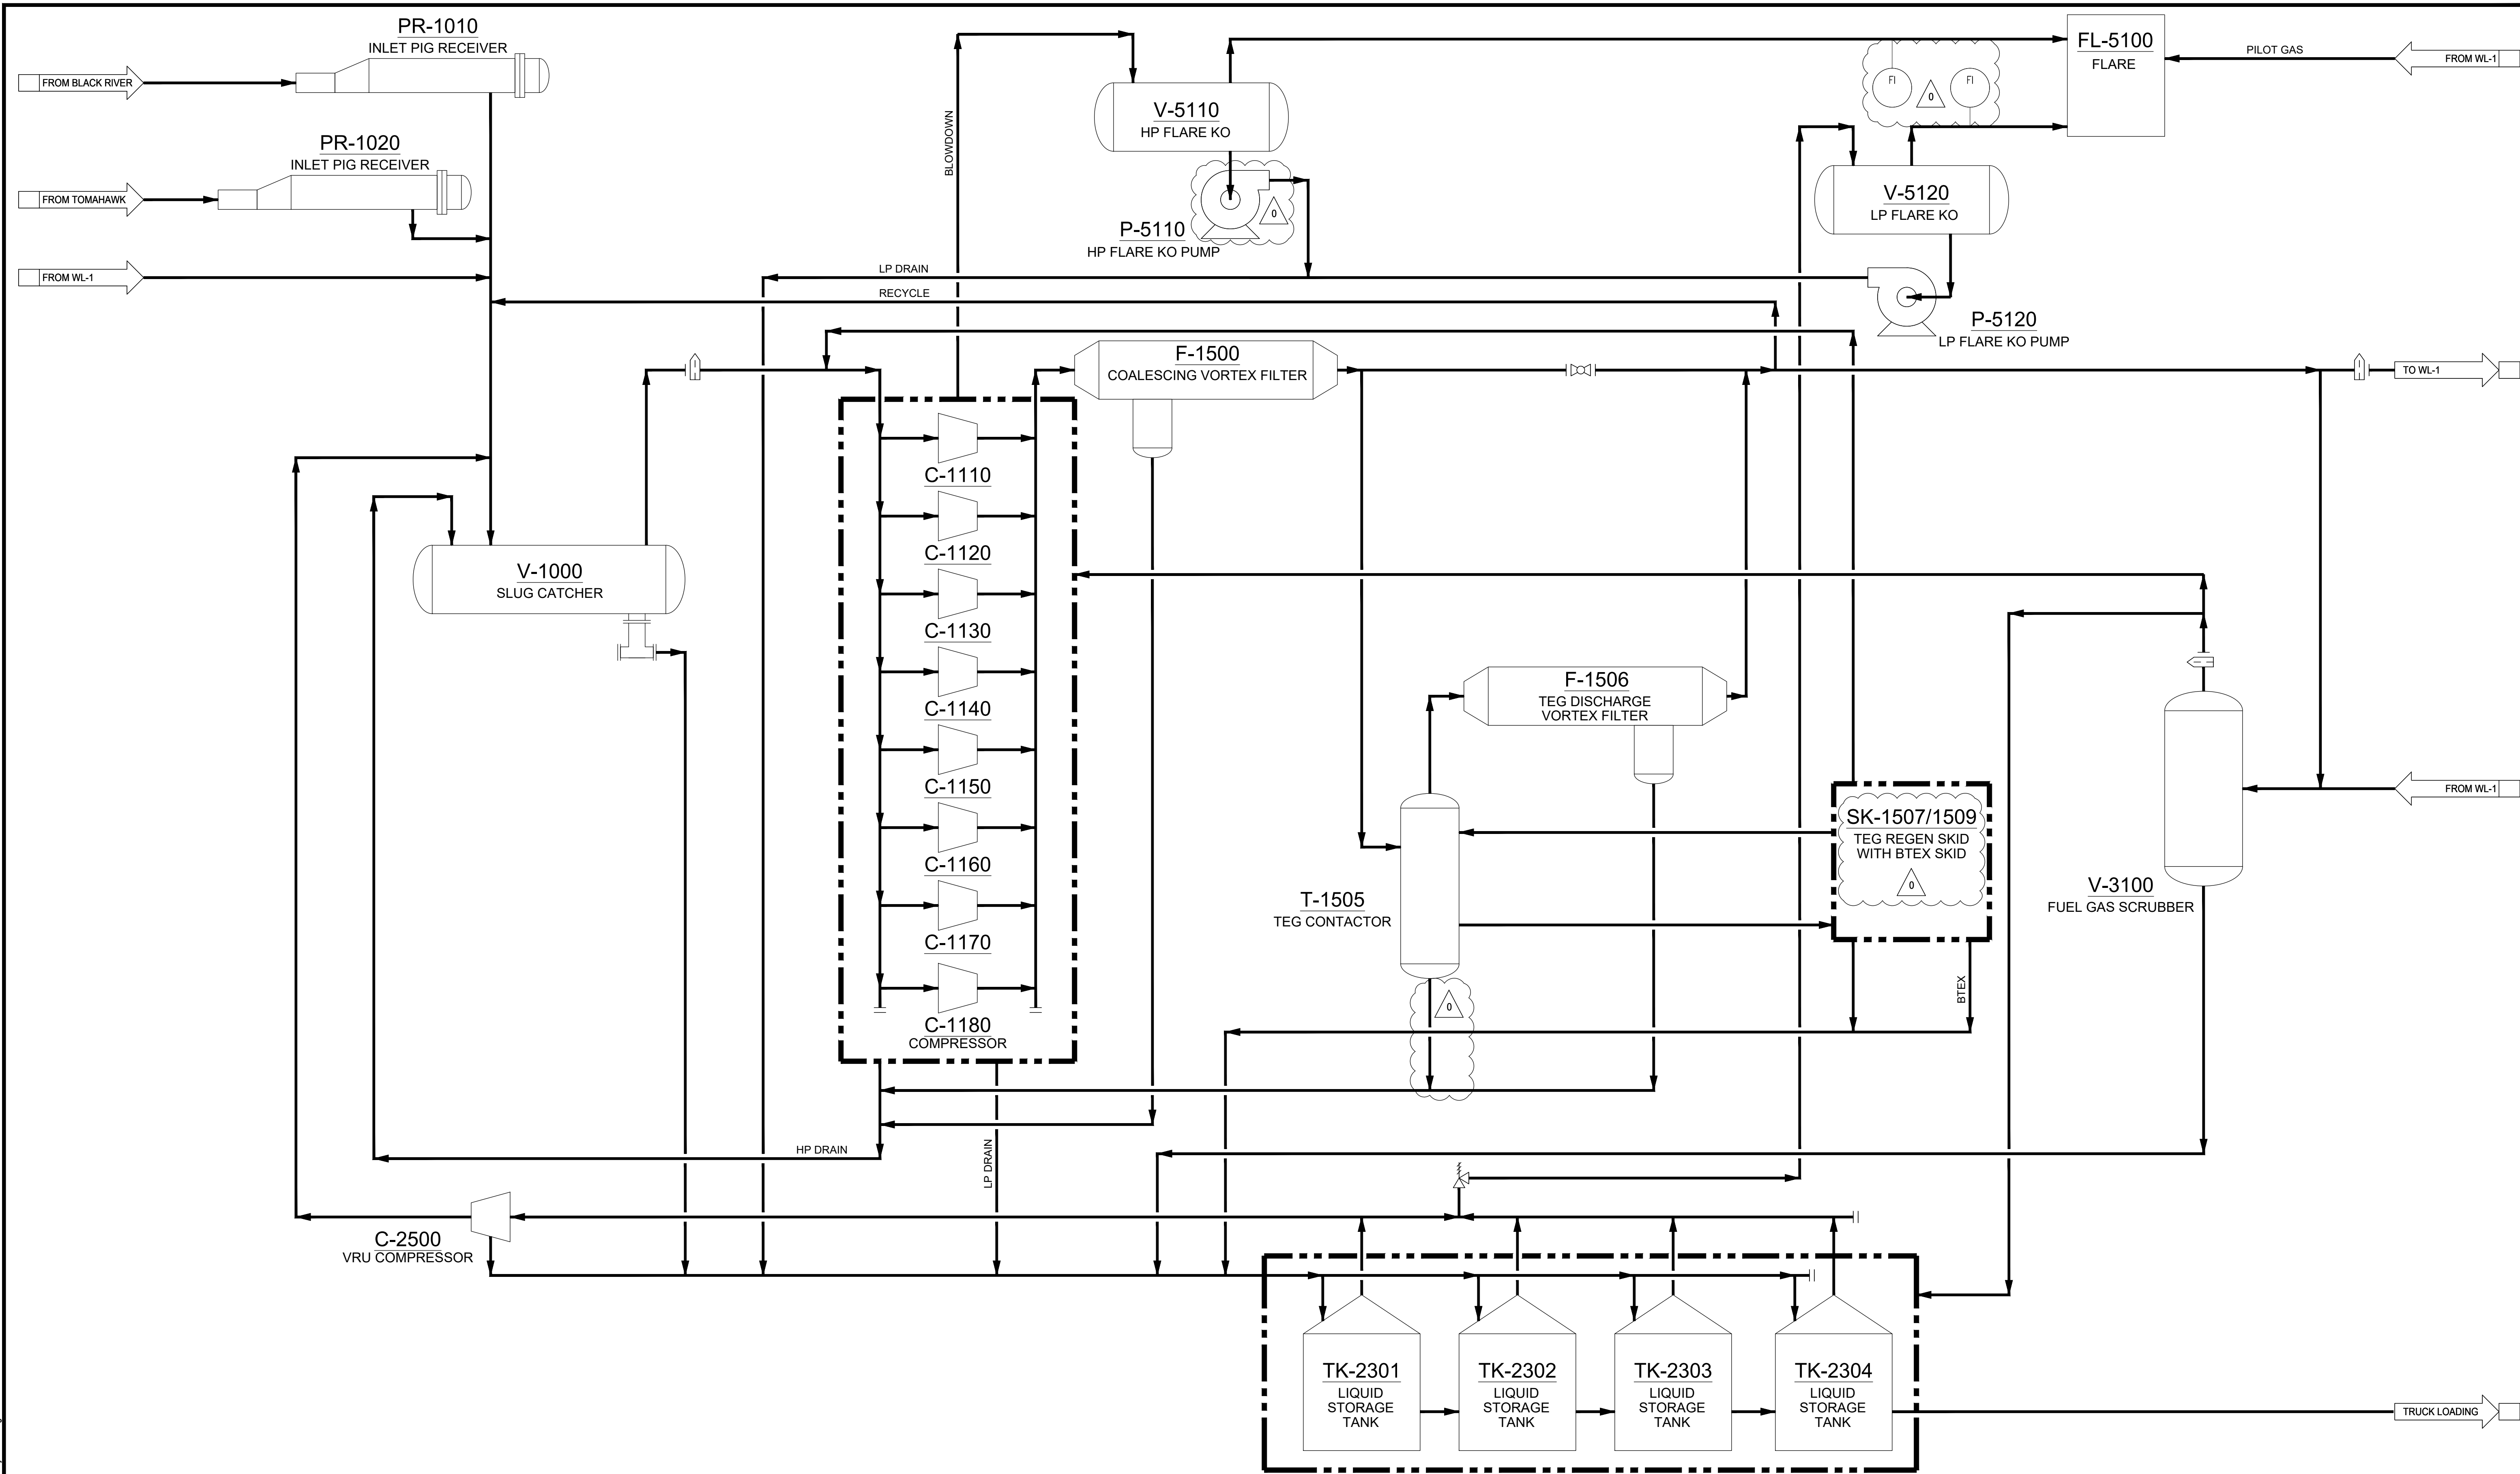 PR-1010
INLET PIG RECEIVER
FROM BLACK RIVER
PR-1020
INLET PIG RECEIVER
FROM TOMAHAWK
FROM WL-1
BLOWDOWN
V-5110
HP FLARE KO
P-5110
HP FLARE KO PUMP
0
FI
0
FI
FL-5100
FLARE
PILOT GAS
FROM WL-1
V-5120
LP FLARE KO
P-5120
LP FLARE KO PUMP
LP DRAIN
RECYCLE
F-1500
COALESCING VORTEX FILTER
TO WL-1
C-1110
C-1120
C-1130
C-1140
C-1150
C-1160
C-1170
C-1180
COMPRESSOR
V-1000
SLUG CATCHER
F-1506
TEG DISCHARGE
VORTEX FILTER
T-1505
TEG CONTACTOR
0
SK-1507/1509
TEG REGEN SKID
WITH BTEX SKID
0
BTEX
V-3100
FUEL GAS SCRUBBER
FROM WL-1
HP DRAIN
LP DRAIN
C-2500
VRU COMPRESSOR
TK-2301
LIQUID
STORAGE
TANK
TK-2302
LIQUID
STORAGE
TANK
TK-2303
LIQUID
STORAGE
TANK
TK-2304
LIQUID
STORAGE
TANK
TRUCK LOADING